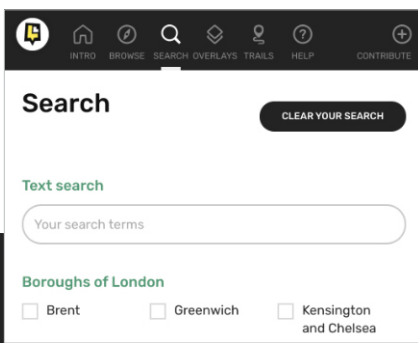 INTRO BROWSE SEARCH OVERLAYS TRAILS HELP CONTRIBUTE
Search
CLEAR YOUR SEARCH
Text search
Your search terms
Boroughs of London
Brent Greenwich Kensington
and Chelsea